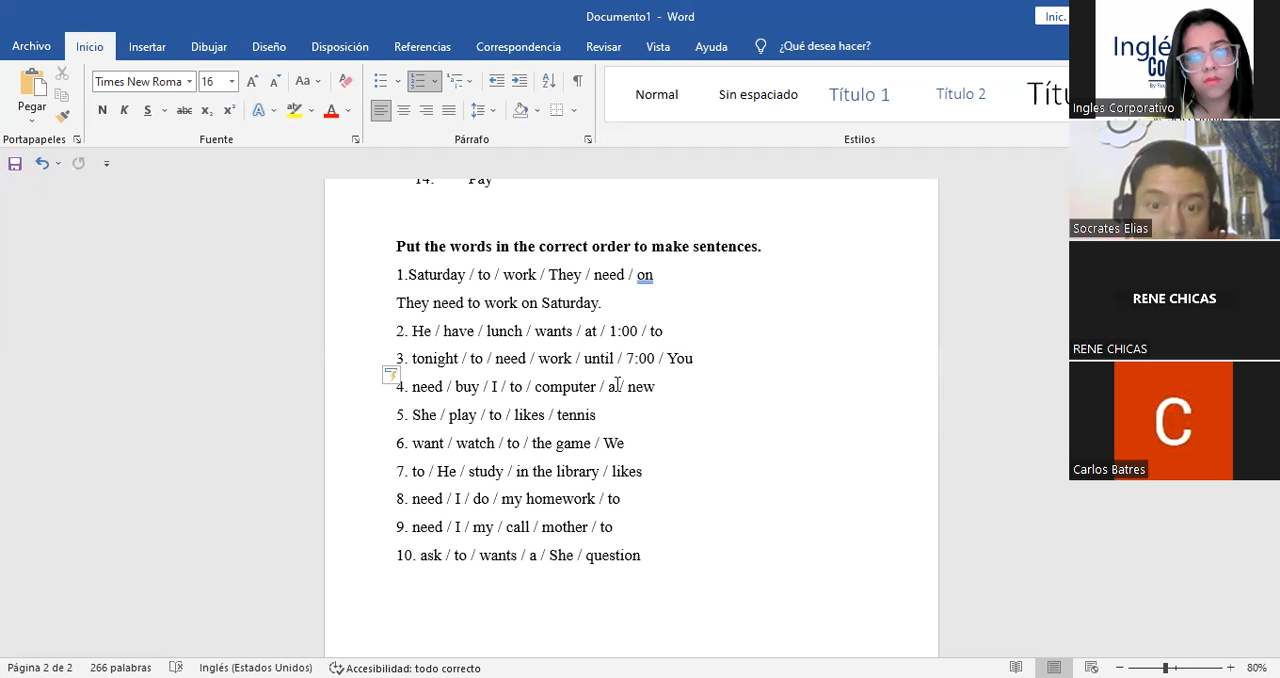 Documento1 - Word
Inic.
Archivo Inicio Insertar Dibujar Diseño Disposición Referencias Correspondencia Revisar Vista Ayuda ¿Qué desea hacer?
Pegar
Times New Roma 16
Normal Sin espaciado Título 1 Título 2
Portapapeles Fuente Párrafo Estilos
14. Pay
Put the words in the correct order to make sentences.
1.Saturday / to / work / They / need / on
They need to work on Saturday.
2. He / have / lunch / wants / at / 1:00 / to
3. tonight / to / need / work / until / 7:00 / You
4. need / buy / I / to / computer / a / new
5. She / play / to / likes / tennis
6. want / watch / to / the game / We
7. to / He / study / in the library / likes
8. need / I / do / my homework / to
9. need / I / my / call / mother / to
10. ask / to / wants / a / She / question
Página 2 de 2 266 palabras Inglés (Estados Unidos) Accesibilidad: todo correcto 80%
Ingles Corporativo
Socrates Elias
RENE CHICAS
RENE CHICAS
C
Carlos Batres